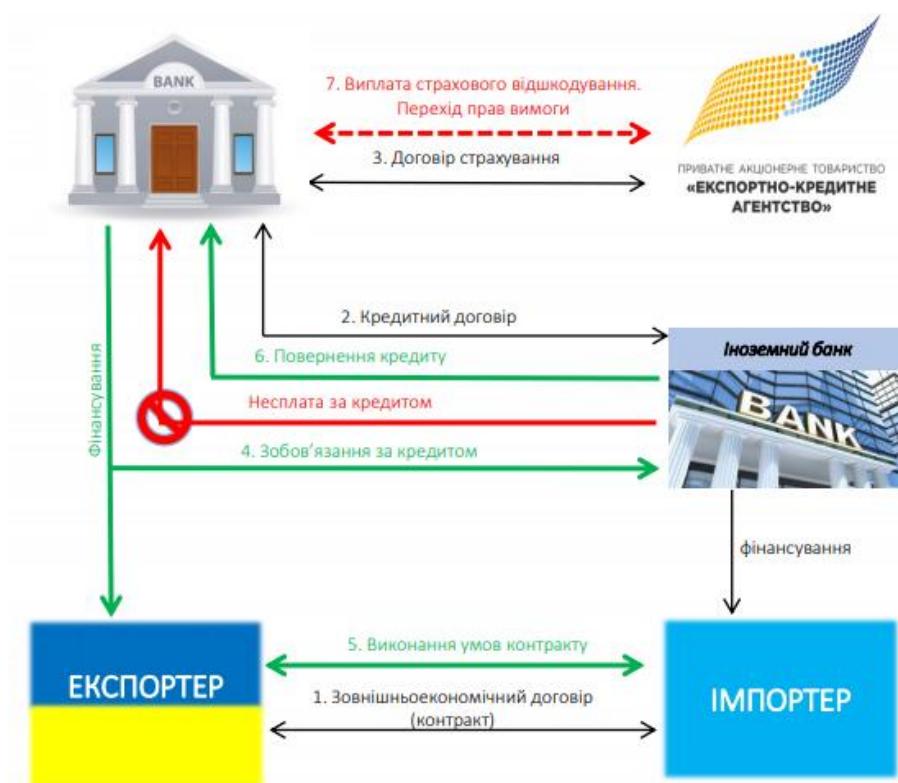 BANK
7. Виплата страхового відшкодування.
Перехід прав вимоги
3. Договір страхування
ПРИВАТНЕ АКЦІОНЕРНЕ ТОВАРИСТВО
«ЕКСПОРТНО-КРЕДИТНЕ
АГЕНТСТВО»
2. Кредитний договір
Іноземний банк
6. Повернення кредиту
Несплата за кредитом
BANK
4. Зобов’язання за кредитом
Фінансування
фінансування
5. Виконання умов контракту
ЕКСПОРТЕР
1. Зовнішньоекономічний договір
(контракт)
ІМПОРТЕР